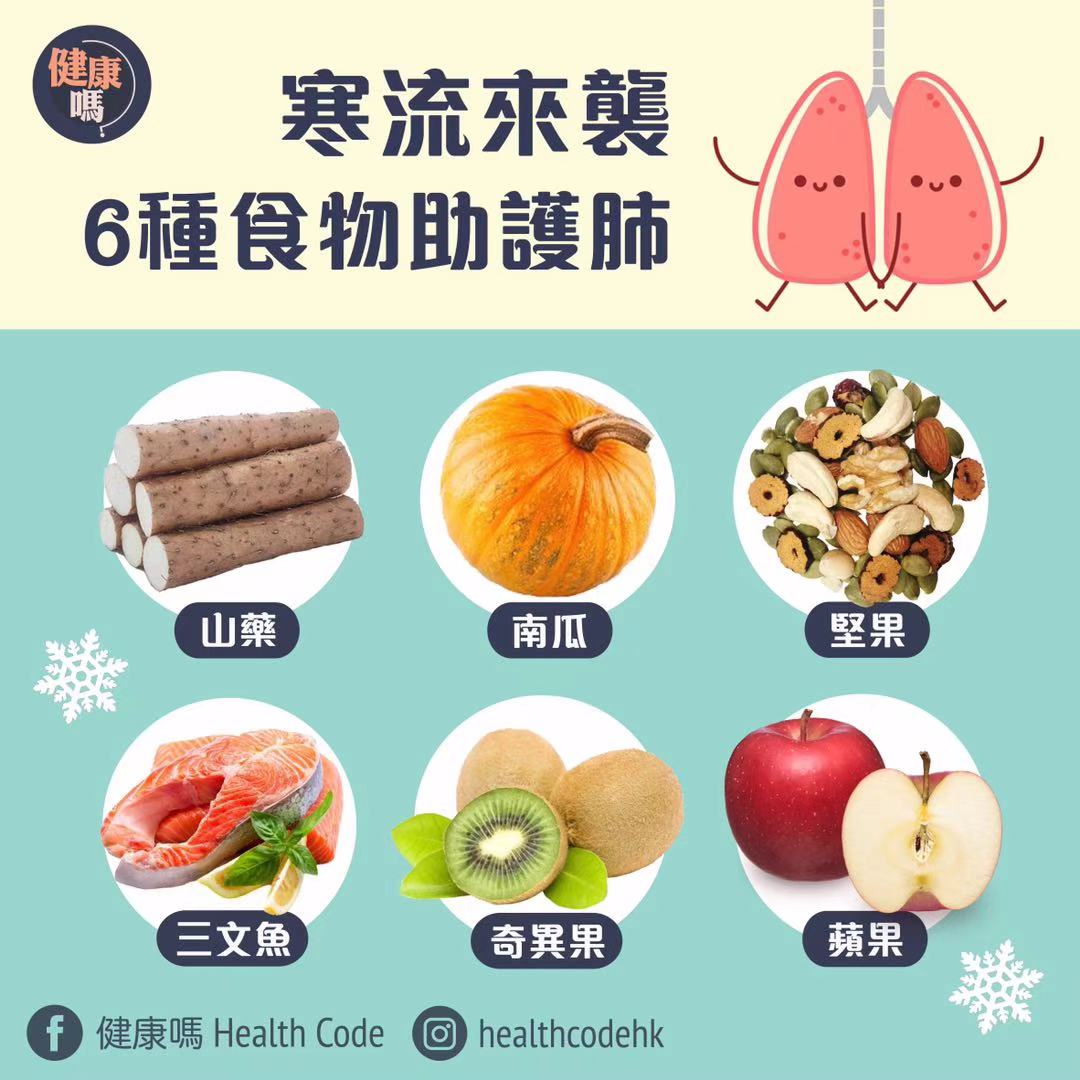 健康
嗎?
寒流來襲
6種食物助護肺
山藥
南瓜
堅果
三文魚
奇異果
蘋果
健康嗎 Health Code
healthcodehk